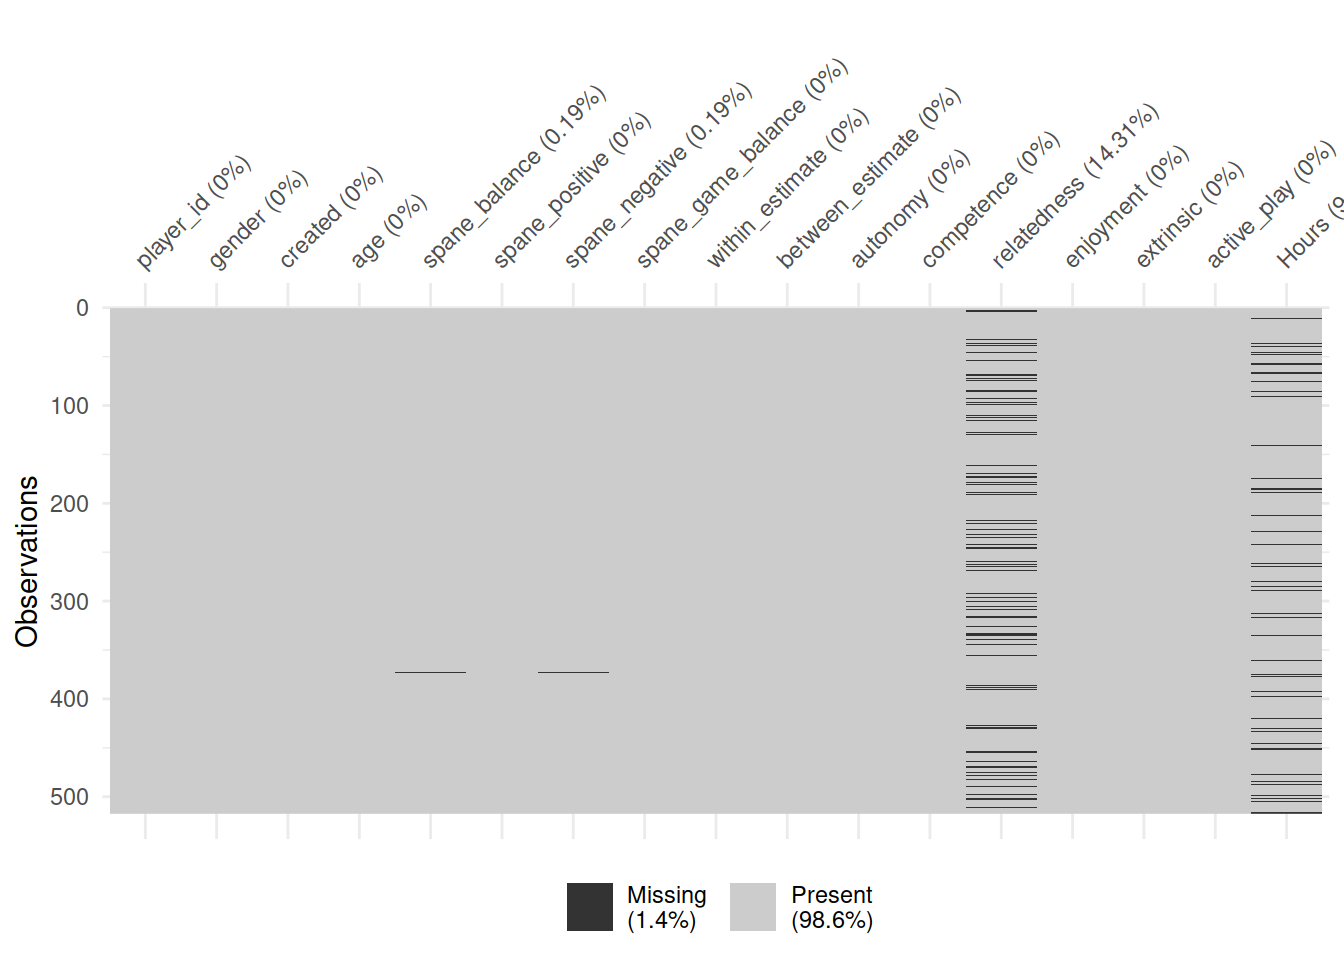 player_id (0%)
gender (0%)
created (0%)
age (0%)
spane_balance (0.19%)
spane_positive (0%)
spane_negative (0.19%)
spane_game_balance (0%)
within_estimate (0%)
between_estimate (0%)
autonomy (0%)
competence (0%)
relatedness (14.31%)
enjoyment (0%)
extrinsic (0%)
active_play (0%)
Hours (9
0
100
200
300
400
500
Observations
Missing
(1.4%)
Present
(98.6%)